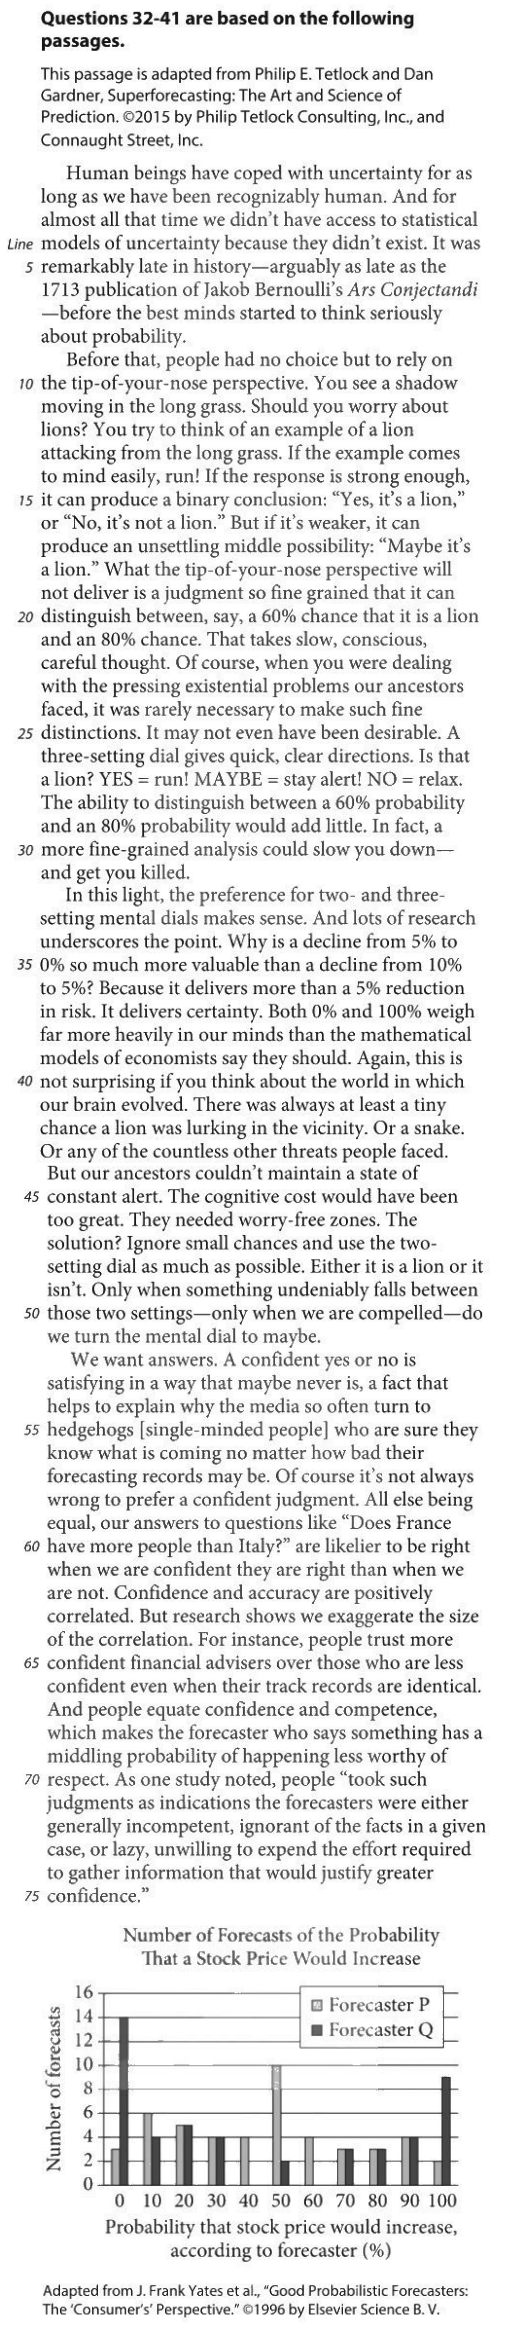 Questions 32-41 are based on the following
passages.
This passage is adapted from Philip E. Tetlock and Dan
Gardner, Superforecasting: The Art and Science of
Prediction. ©2015 by Philip Tetlock Consulting, Inc., and
Connaught Street, Inc.
Human beings have coped with uncertainty for as
long as we have been recognizably human. And for
almost all that time we didn't have access to statistical
Line models of uncertainty because they didn't exist. It was
5 remarkably late in history—arguably as late as the
1713 publication of Jakob Bernoulli's Ars Conjectandi
—before the best minds started to think seriously
about probability.
Before that, people had no choice but to rely on
10 the tip-of-your-nose perspective. You see a shadow
moving in the long grass. Should you worry about
lions? You try to think of an example of a lion
attacking from the long grass. If the example comes
to mind easily, run! If the response is strong enough,
15 it can produce a binary conclusion: "Yes, it's a lion,"
or "No, it's not a lion." But if it's weaker, it can
produce an unsettling middle possibility: "Maybe it's
a lion." What the tip-of-your-nose perspective will
not deliver is a judgment so fine grained that it can
20 distinguish between, say, a 60% chance that it is a lion
and an 80% chance. That takes slow, conscious,
careful thought. Of course, when you were dealing
with the pressing existential problems our ancestors
faced, it was rarely necessary to make such fine
25 distinctions. It may not even have been desirable. A
three-setting dial gives quick, clear directions. Is that
a lion? YES = run! MAYBE = stay alert! NO = relax.
The ability to distinguish between a 60% probability
and an 80% probability would add little. In fact, a
30 more fine-grained analysis could slow you down—
and get you killed.
In this light, the preference for two- and three-
setting mental dials makes sense. And lots of research
underscores the point. Why is a decline from 5% to
35 0% so much more valuable than a decline from 10%
to 5%? Because it delivers more than a 5% reduction
in risk. It delivers certainty. Both 0% and 100% weigh
far more heavily in our minds than the mathematical
models of economists say they should. Again, this is
40 not surprising if you think about the world in which
our brain evolved. There was always at least a tiny
chance a lion was lurking in the vicinity. Or a snake.
Or any of the countless other threats people faced.
But our ancestors couldn't maintain a state of
45 constant alert. The cognitive cost would have been
too great. They needed worry-free zones. The
solution? Ignore small chances and use the two-
setting dial as much as possible. Either it is a lion or it
isn't. Only when something undeniably falls between
50 those two settings—only when we are compelled—do
we turn the mental dial to maybe.
We want answers. A confident yes or no is
satisfying in a way that maybe never is, a fact that
helps to explain why the media so often turn to
55 hedgehogs [single-minded people] who are sure they
know what is coming no matter how bad their
forecasting records may be. Of course it's not always
wrong to prefer a confident judgment. All else being
equal, our answers to questions like "Does France
60 have more people than Italy?" are likelier to be right
when we are confident they are right than when we
are not. Confidence and accuracy are positively
correlated. But research shows we exaggerate the size
of the correlation. For instance, people trust more
65 confident financial advisers over those who are less
confident even when their track records are identical.
And people equate confidence and competence,
which makes the forecaster who says something has a
middling probability of happening less worthy of
70 respect. As one study noted, people "took such
judgments as indications the forecasters were either
generally incompetent, ignorant of the facts in a given
case, or lazy, unwilling to expend the effort required
to gather information that would justify greater
75 confidence."
Number of Forecasts of the Probability
That a Stock Price Would Increase
Number of forecasts
16
14
12
10
8
6
4
2
0
Forecaster P
Forecaster Q
0 10 20 30 40 50 60 70 80 90 100
Probability that stock price would increase,
according to forecaster (%)
Adapted from J. Frank Yates et al., "Good Probabilistic Forecasters:
The 'Consumer's' Perspective." ©1996 by Elsevier Science B. V.